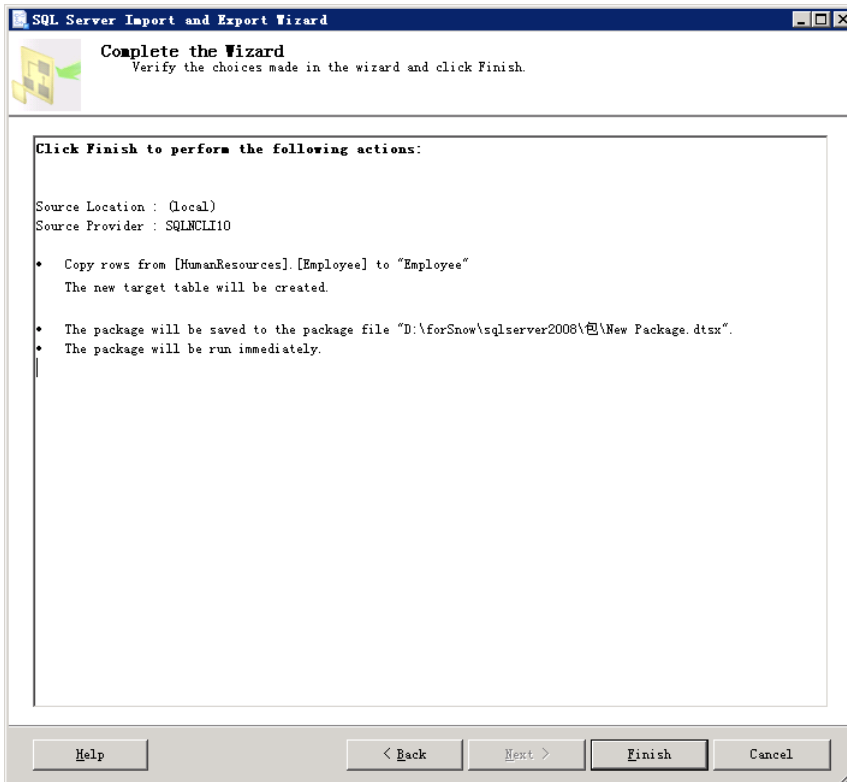 SQL Server Import and Export Wizard
Complete the Wizard
Verify the choices made in the wizard and click Finish.
Click Finish to perform the following actions:
Source Location : (local)
Source Provider : SQLNCLI10
• Copy rows from [HumanResources].[Employee] to "Employee"
The new target table will be created.
• The package will be saved to the package file "D:\forSnow\sqlserver2008\包\New Package.dtsx".
• The package will be run immediately.
Help
< Back
Next >
Finish
Cancel